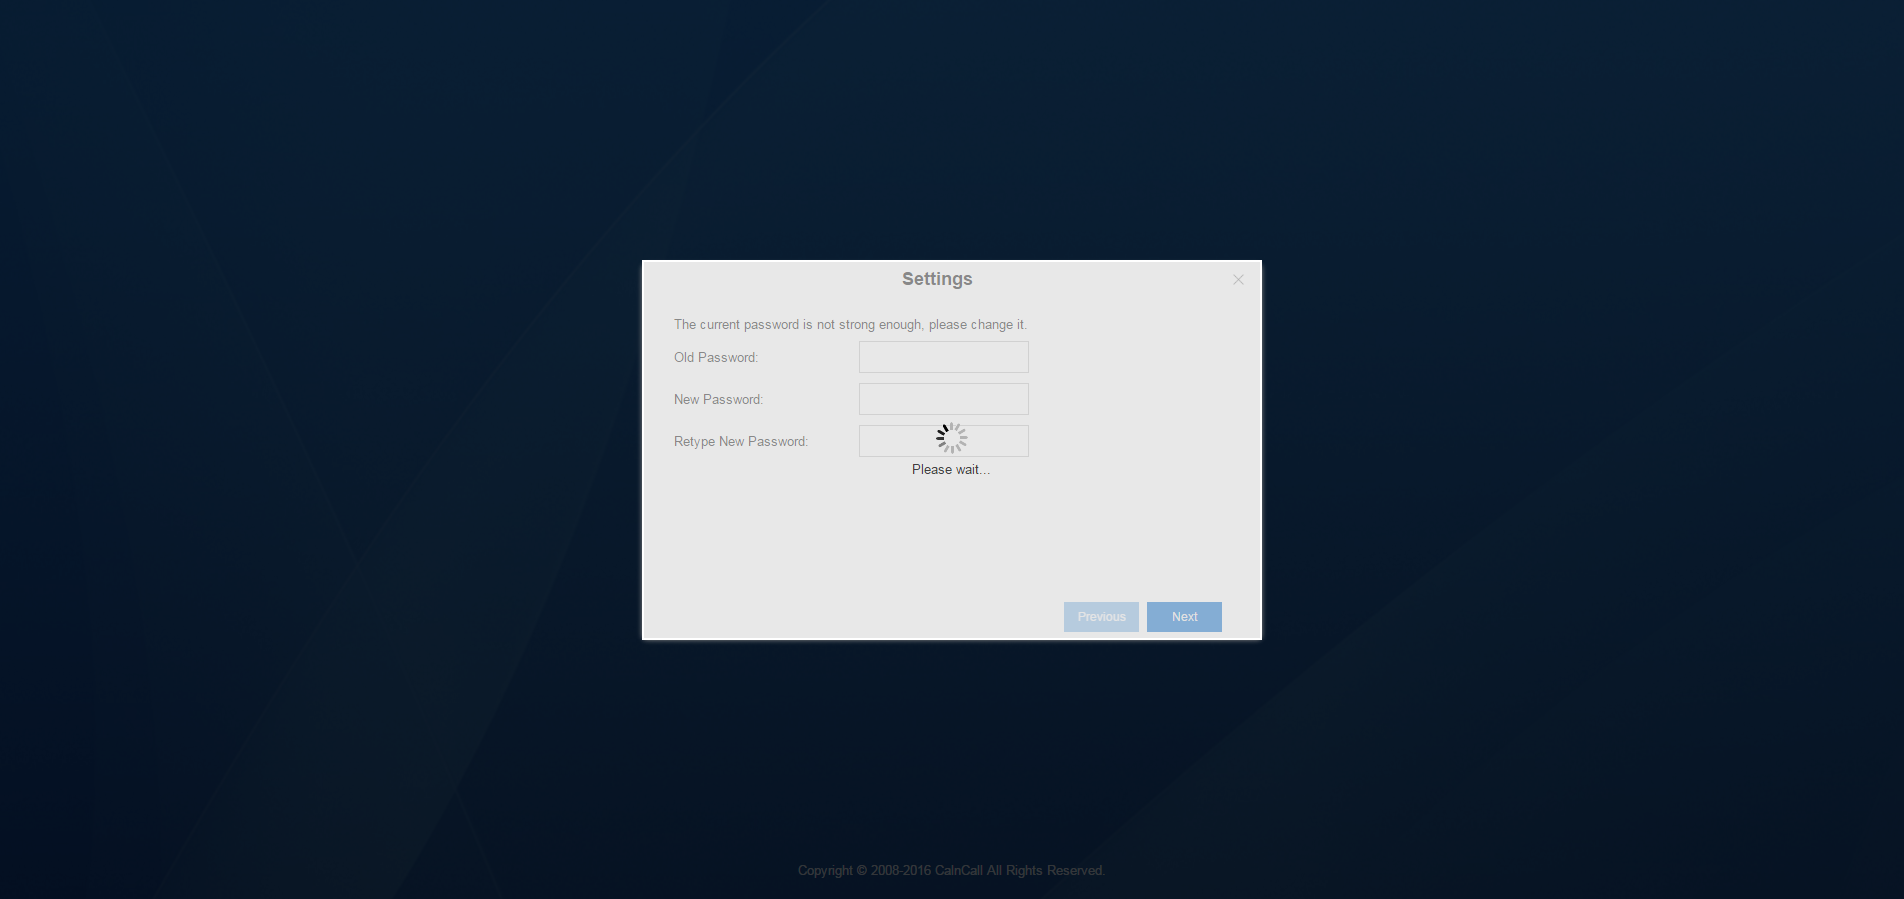 Settings
The current password is not strong enough, please change it.
Old Password:
New Password:
Retype New Password:
Please wait...
Previous Next
Copyright © 2008-2016 CalnCall All Rights Reserved.